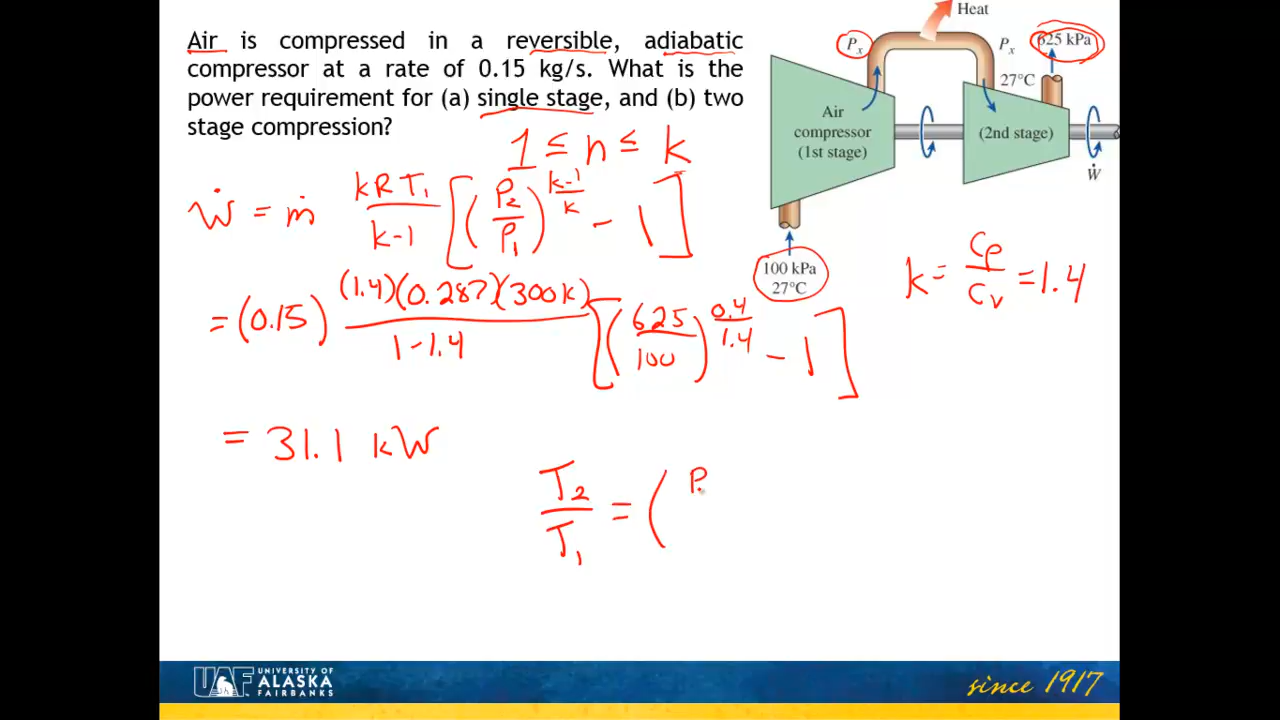 Air is compressed in a reversible, adiabatic
compressor at a rate of 0.15 kg/s. What is the
power requirement for (a) single stage, and (b) two
stage compression?
Heat
Pₓ
Pₓ
625 kPa
27°C
Air
compressor
(1st stage)
(2nd stage)
Ẇ
100 kPa
27°C
1 ≤ n ≤ k
Ẇ = ṁ kRT₁/(k-1) [(P₂/P₁)^((k-1)/k) - 1]
k = Cp/Cv = 1.4
= (0.15) (1.4)(0.287)(300K)/(1-1.4) [(625/100)^(0.4/1.4) - 1]
= 31.1 kW
T₂/T₁ = ( P
UAF UNIVERSITY OF
ALASKA
FAIRBANKS
since 1917